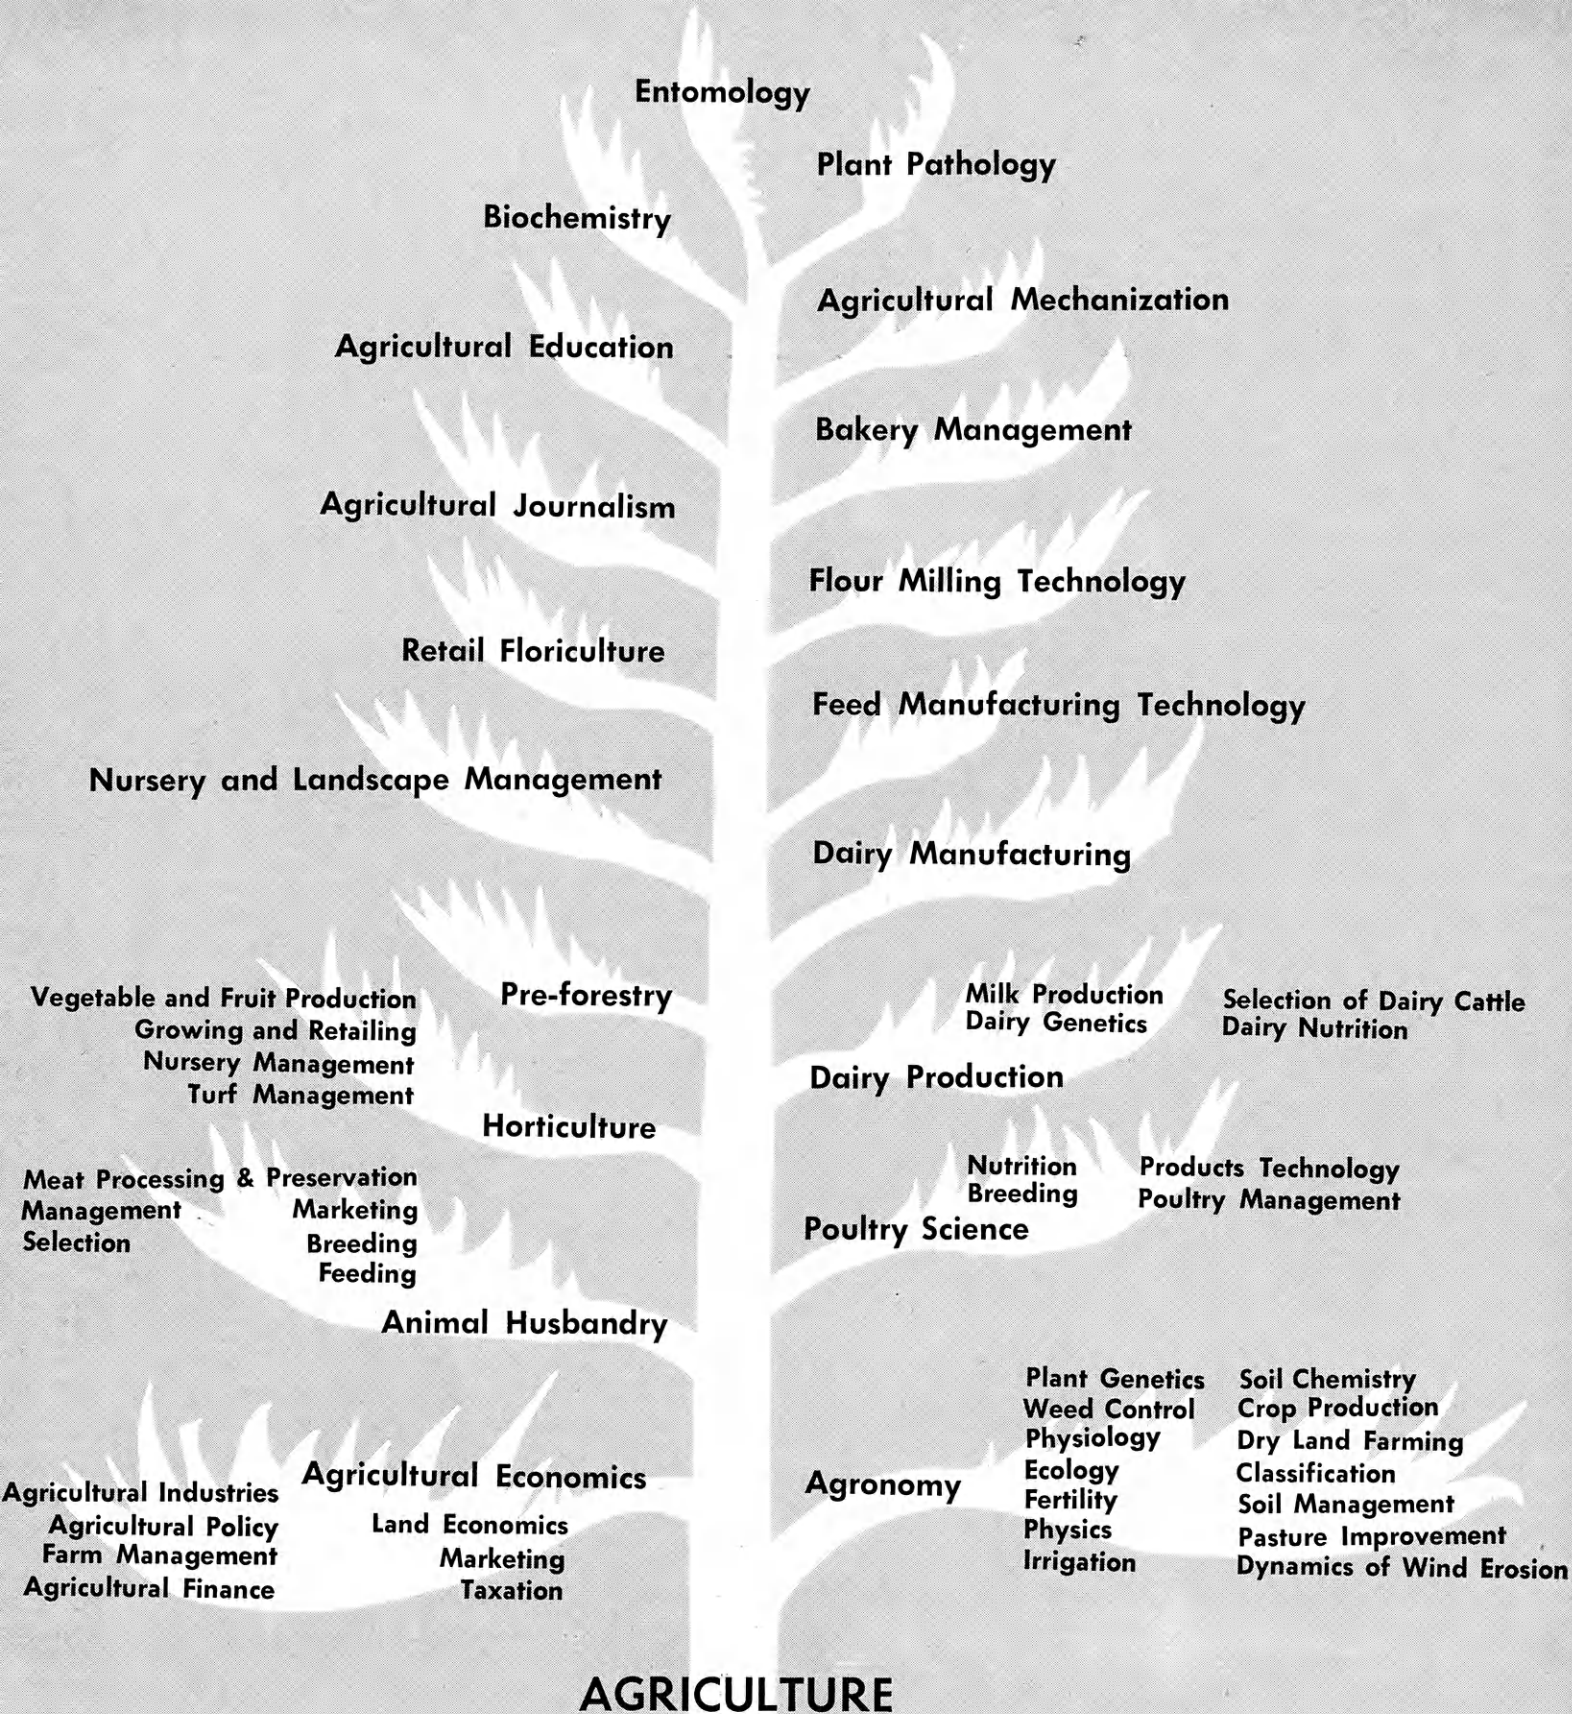 Entomology
Plant Pathology
Biochemistry
Agricultural Mechanization
Agricultural Education
Bakery Management
Agricultural Journalism
Flour Milling Technology
Retail Floriculture
Feed Manufacturing Technology
Nursery and Landscape Management
Dairy Manufacturing
Pre-forestry
Vegetable and Fruit Production
Growing and Retailing
Nursery Management
Turf Management
Horticulture
Milk Production
Dairy Genetics
Selection of Dairy Cattle
Dairy Nutrition
Dairy Production
Meat Processing & Preservation
Management
Selection
Marketing
Breeding
Feeding
Animal Husbandry
Nutrition
Breeding
Products Technology
Poultry Management
Poultry Science
Agricultural Economics
Agricultural Industries
Agricultural Policy
Farm Management
Agricultural Finance
Land Economics
Marketing
Taxation
Agronomy
Plant Genetics
Weed Control
Physiology
Ecology
Fertility
Physics
Irrigation
Soil Chemistry
Crop Production
Dry Land Farming
Classification
Soil Management
Pasture Improvement
Dynamics of Wind Erosion
AGRICULTURE